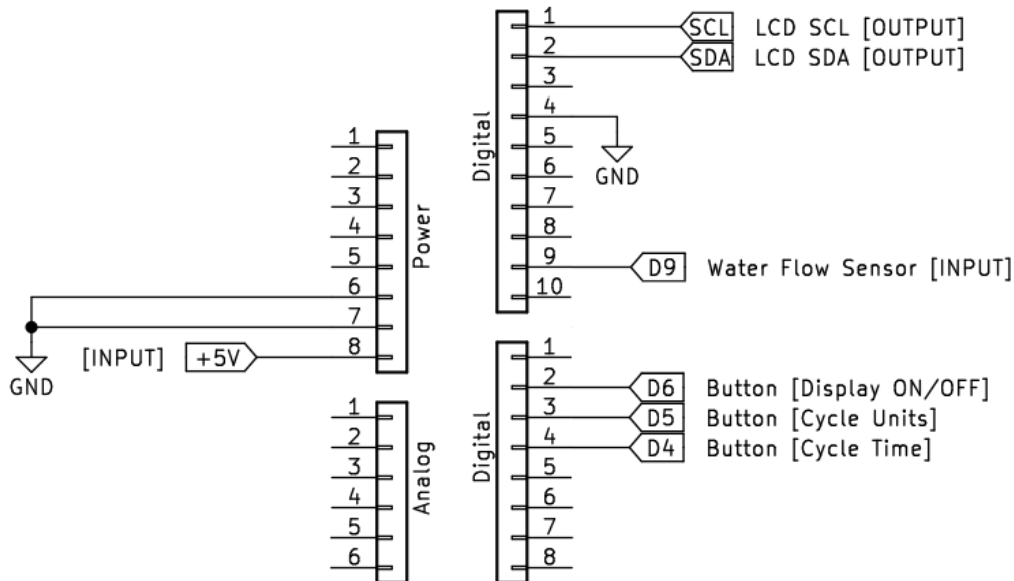 1 SCL LCD SCL [OUTPUT]
2 SDA LCD SDA [OUTPUT]
3
4
5
6
7
8
9 D9 Water Flow Sensor [INPUT]
10
Digital
GND
1
2
3
4
5
6
7
8
Power
[INPUT] +5V
GND
1
2 D6 Button [Display ON/OFF]
3 D5 Button [Cycle Units]
4 D4 Button [Cycle Time]
5
6
7
8
Digital
1
2
3
4
5
6
Analog